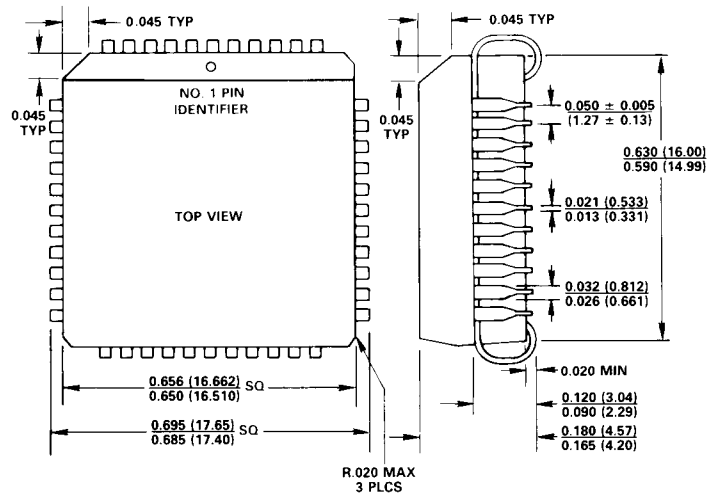 0.045 TYP
0.045 TYP
NO. 1 PIN
IDENTIFIER
0.045
TYP
0.045
TYP
0.050 ± 0.005
(1.27 ± 0.13)
0.630 (16.00)
0.590 (14.99)
TOP VIEW
0.021 (0.533)
0.013 (0.331)
0.032 (0.812)
0.026 (0.661)
0.020 MIN
0.656 (16.662) SQ
0.650 (16.510)
0.120 (3.04)
0.090 (2.29)
0.695 (17.65) SQ
0.685 (17.40)
0.180 (4.57)
0.165 (4.20)
R.020 MAX
3 PLCS